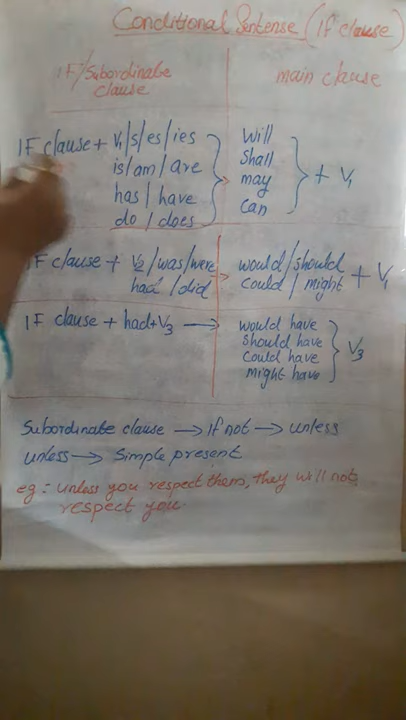 Conditional Sentense (If clause)
IF/Subordinate clause
main clause
IF clause + V1/s/es/ies
is/am/are
has/have
do/does
will
shall
may
can
+ V1
IF clause + V2/was/were
had/did
would/should
could/might
+ V1
IF clause + had+V3 →
would have
should have
could have
might have
V3
Subordinate clause → If not → unless
unless → Simple present
eg: unless you respect them, they will not
respect you.